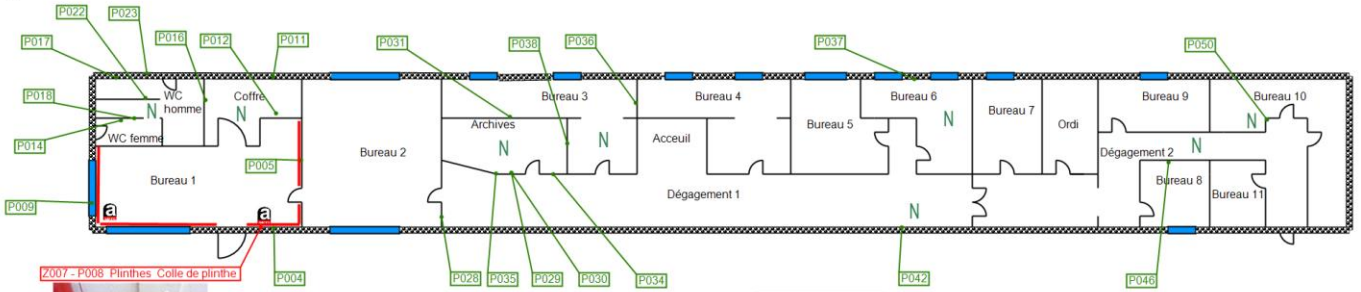 P022
P023
P017
P016
P012
P011
P031
P038
P036
P037
P050
WC
homme
Coffre
Bureau 3
Bureau 4
Bureau 6
Bureau 9
Bureau 10
P018
N
N
N
N
N
Archives
Acceuil
Bureau 5
Bureau 7
Ordi
P014
WC femme
N
N
Bureau 2
Dégagement 2
P005
Bureau 1
Bureau 8
Dégagement 1
Bureau 11
P009
a
a
N
Z007 - P008 Plinthes Colle de plinthe
P004
P028
P035
P029
P030
P034
P042
P046